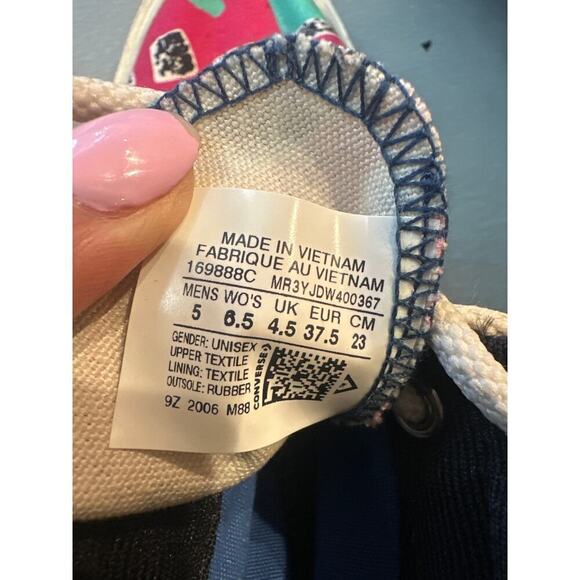 MADE IN VIETNAM
FABRIQUE AU VIETNAM
169888C MR3YJDW400367
MENS WO'S UK EUR CM
5 6.5 4.5 37.5 23
GENDER: UNISEX
UPPER TEXTILE
LINING: TEXTILE
OUTSOLE: RUBBER
9Z 2006 M88
CONVERSE